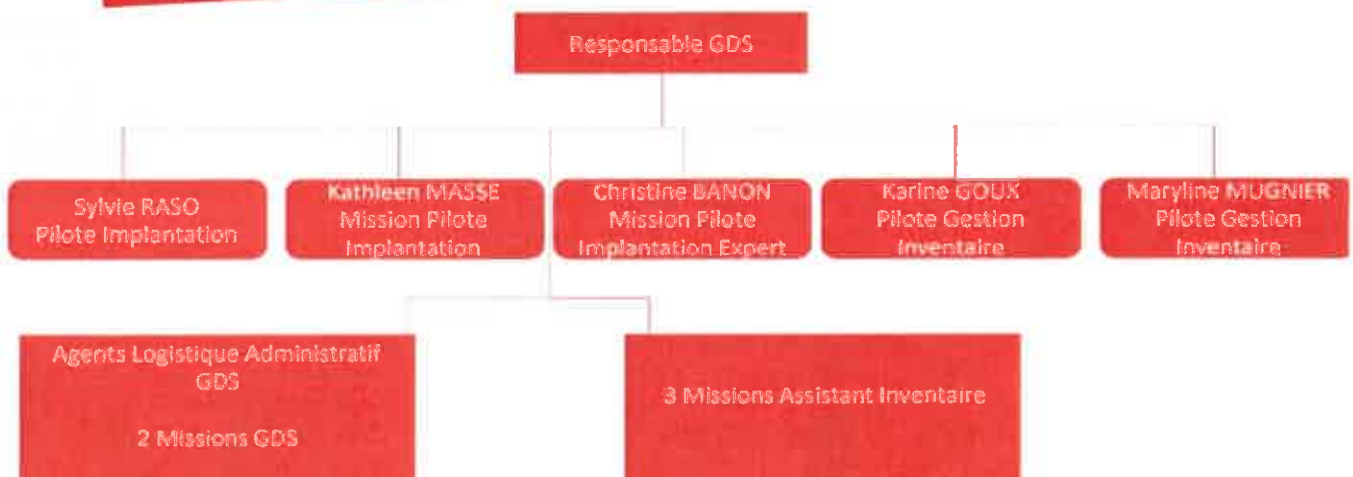 Responsable GDS
Sylvie RASO
Pilote Implantation
Kathleen MASSE
Mission Pilote
Implantation
Christine BANON
Mission Pilote
Implantation Expert
Karine GOUX
Pilote Gestion
Inventaire
Maryline MUGNIER
Pilote Gestion
Inventaire
Agents Logistique Administratif
GDS
2 Missions GDS
3 Missions Assistant Inventaire